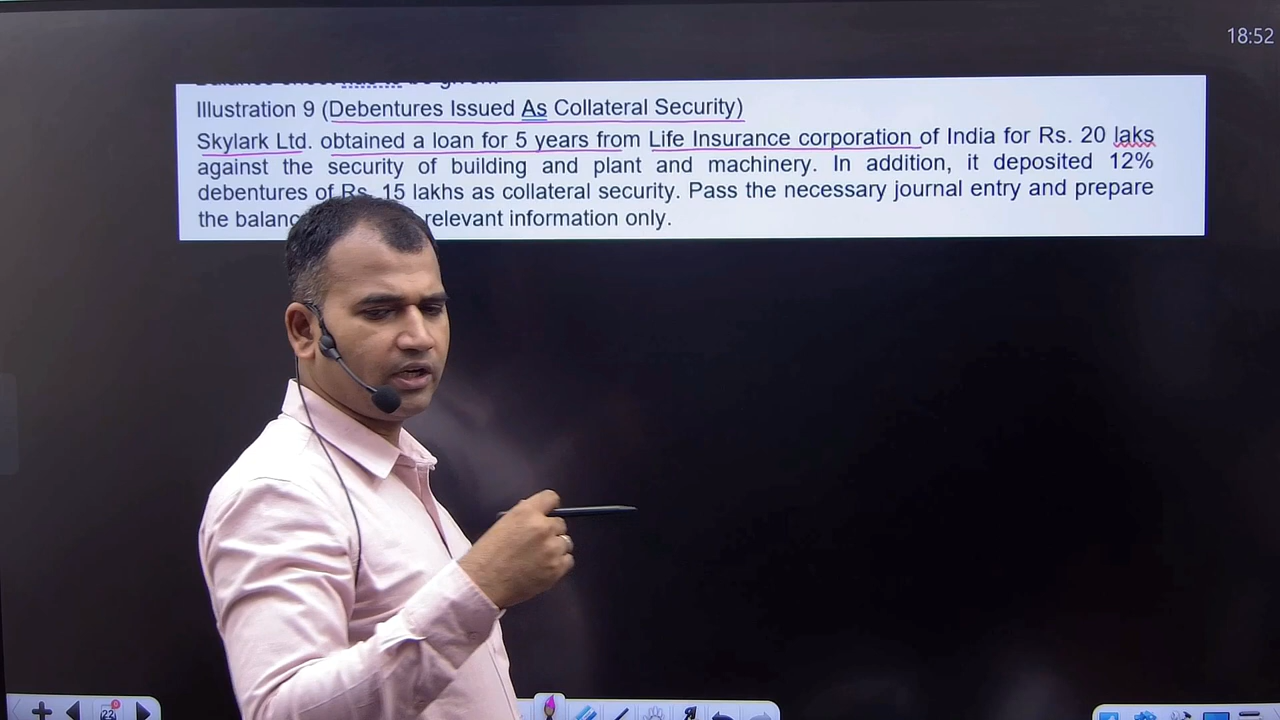 18:52
Illustration 9 (Debentures Issued As Collateral Security)
Skylark Ltd. obtained a loan for 5 years from Life Insurance corporation of India for Rs. 20 laks
against the security of building and plant and machinery. In addition, it deposited 12%
debentures of Rs. 15 lakhs as collateral security. Pass the necessary journal entry and prepare
the relevant information only.
22